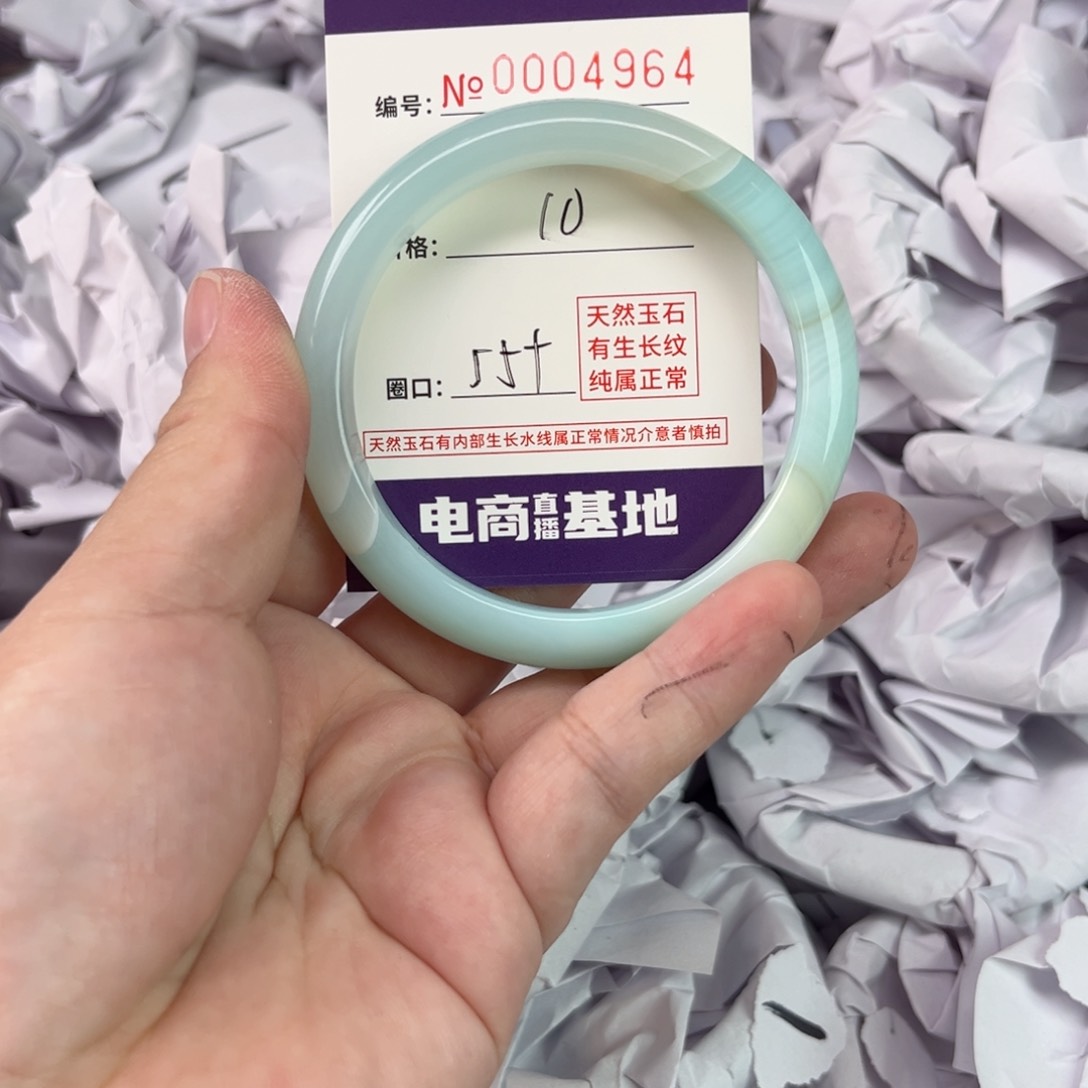 编号: №0004964
格: 10
天然玉石
有生长纹
纯属正常
圈口:
天然玉石有内部生长水线属正常情况介意者慎拍
电商直播基地